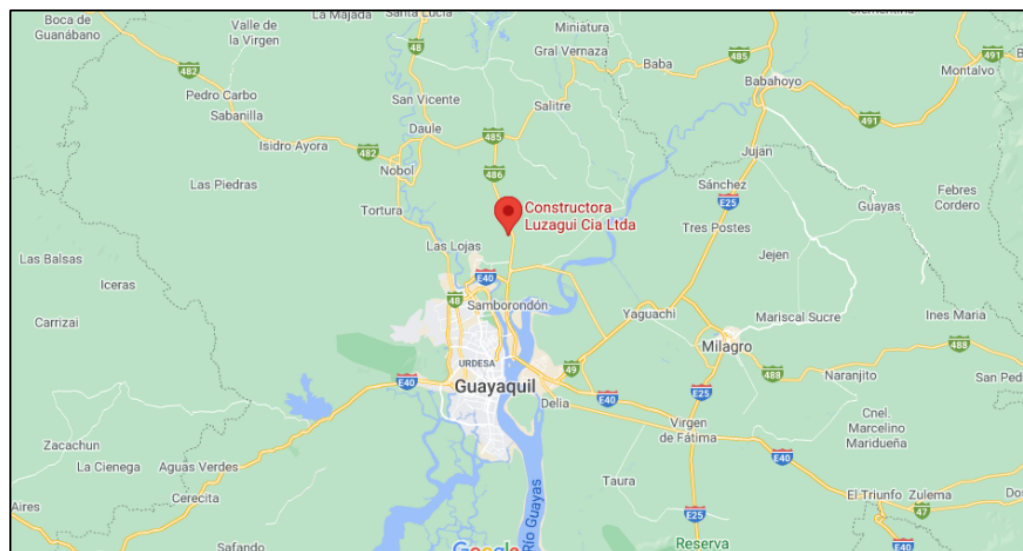 Boca de
Guanábano
Valle de
la Virgen
La Majada
Santa Lucía
48
Miniatura
Gral Vernaza
Baba
485
Clementina
491
Montalvo
482
Pedro Carbo
Sabanilla
San Vicente
Salitre
Babahoyo
491
Daule
485
Isidro Ayora
482
Nobol
486
Jujan
Las Piedras
Sánchez
Febres
Cordero
E25
Guayas
Tortura
Constructora
Luzagui Cia Ltda
Tres Postes
Las Lojas
Jejen
Las Balsas
Iceras
E40
48
Samborondón
Carrizai
Yaguachi
Mariscal Sucre
Ines Maria
Milagro
488
URDESA
49
488
Naranjito
San Ped
E40
Guayaquil
E40
E25
Delia
Virgen
de Fátima
Cnel.
Marcelino
Maridueña
Zacachun
La Cienega
Aguas Verdes
E40
Cerecita
Taura
El Triunfo
Zulema
Aires
Río Guayas
E25
47
Safando
Google
Reserva
E40